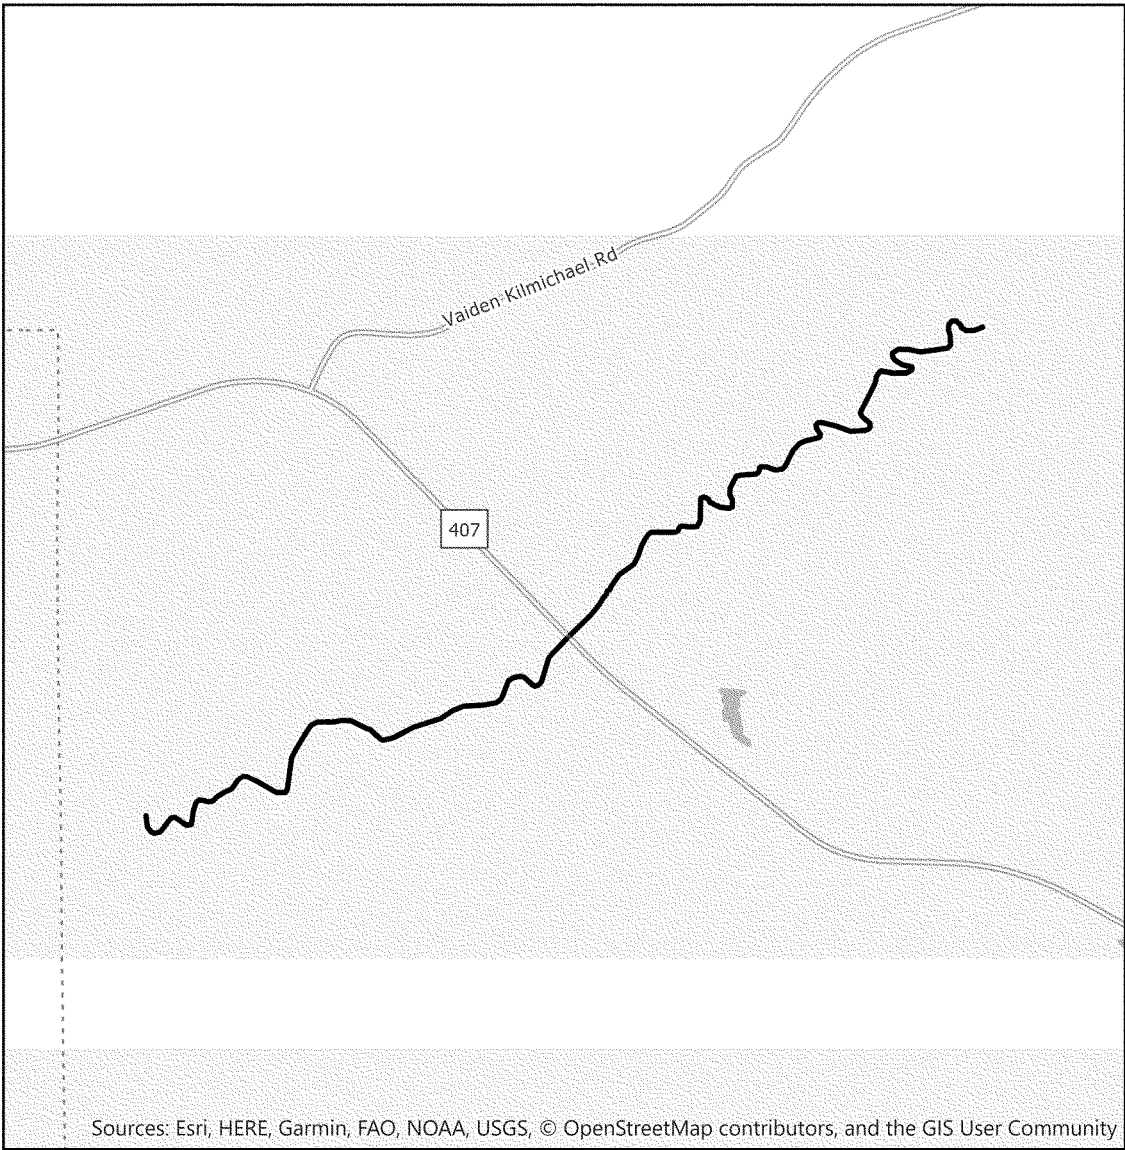 Vaiden-Kilmichael Rd
407
Sources: Esri, HERE, Garmin, FAO, NOAA, USGS, © OpenStreetMap contributors, and the GIS User Community